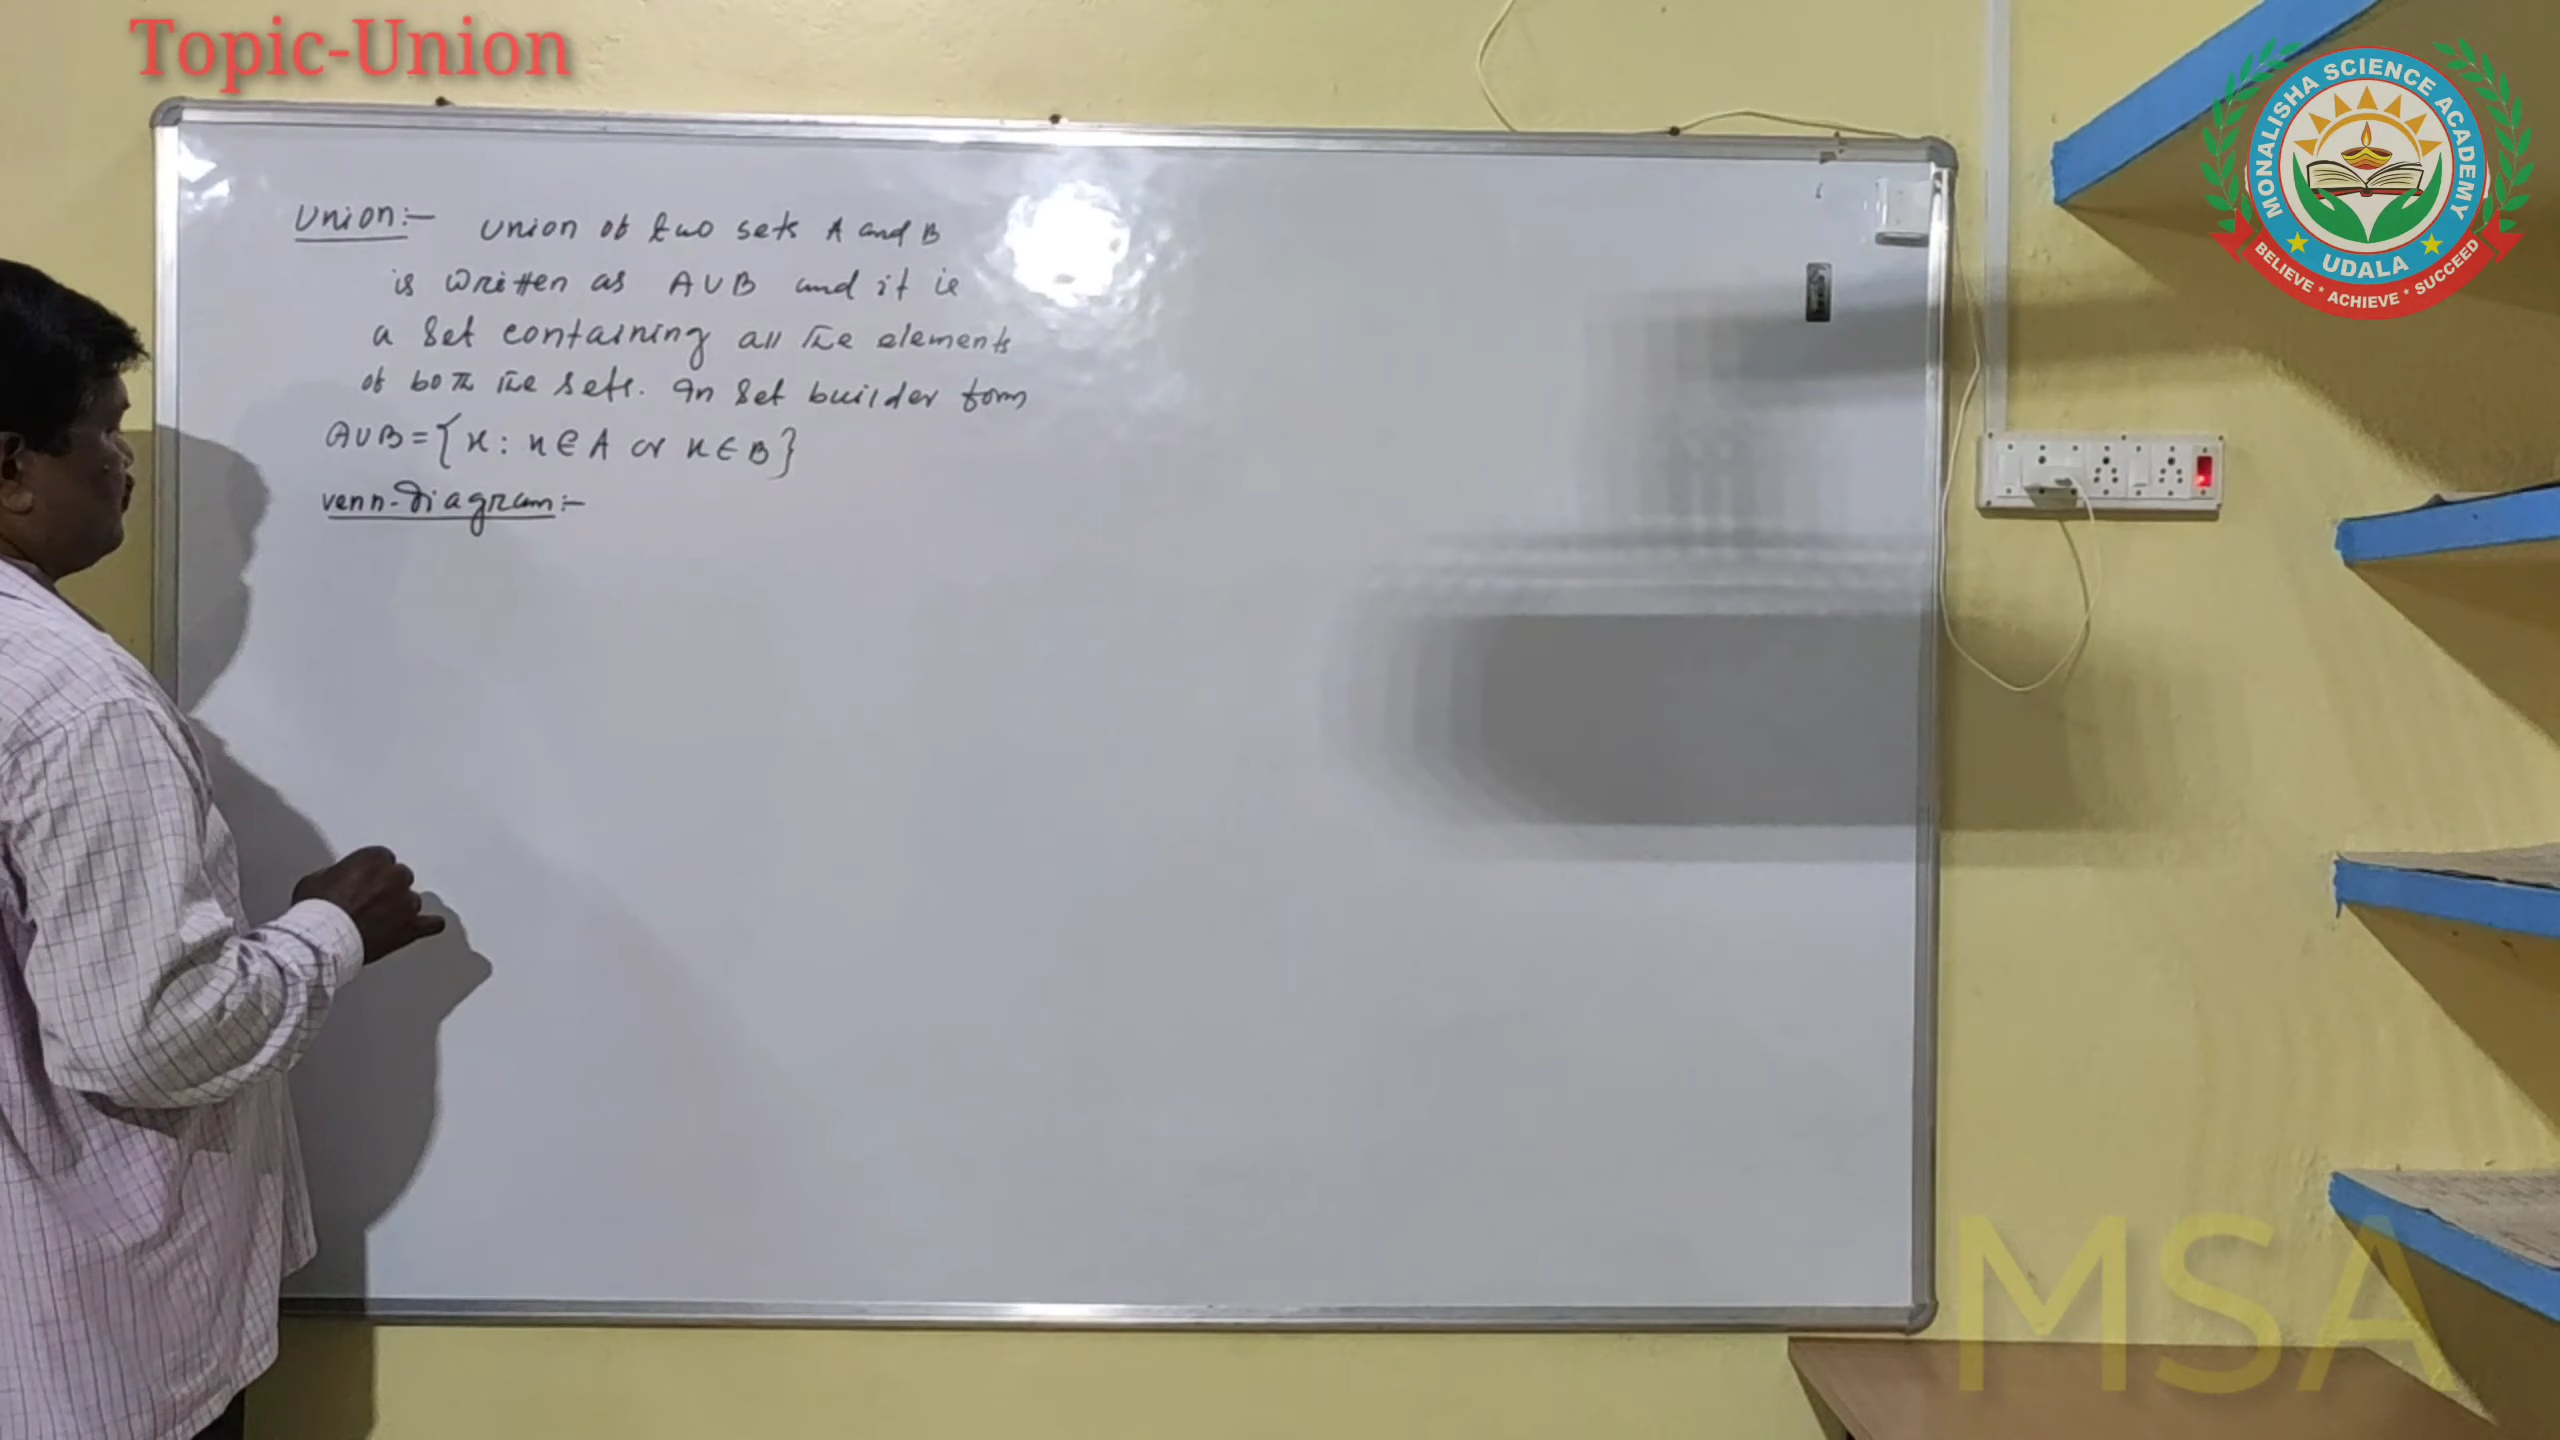 Topic-Union
MONALISHA SCIENCE ACADEMY
UDALA
BELIEVE * ACHIEVE * SUCCEED
Union:- Union of two sets A and B
is written as A∪B and it is
a set containing all the elements
of both the sets. In set builder form
A∪B = {x : x ∈ A or x ∈ B}
Venn-Diagram:-
MSA